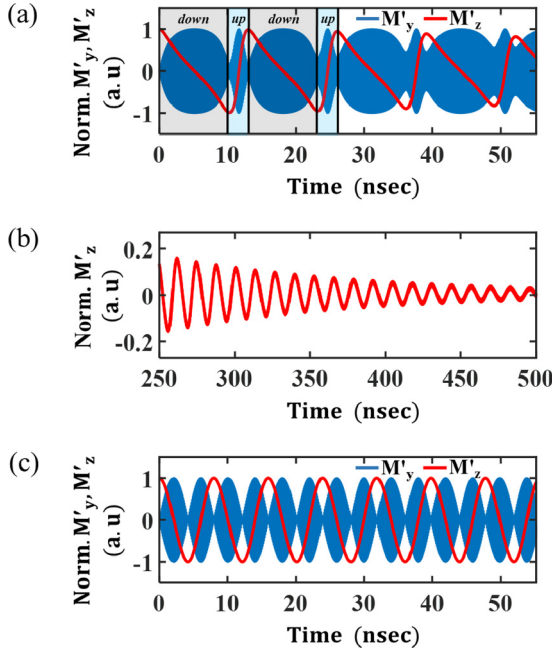 (a)
down
up
down
up
M'y
M'z
Norm. M'y, M'z
(a. u)
1
0
-1
0
10
20
30
40
50
Time (nsec)
(b)
Norm. M'z
(a. u)
0.2
0
-0.2
250
300
350
400
450
500
Time (nsec)
(c)
M'y
M'z
Norm. M'y, M'z
(a. u)
1
0
-1
0
10
20
30
40
50
Time (nsec)